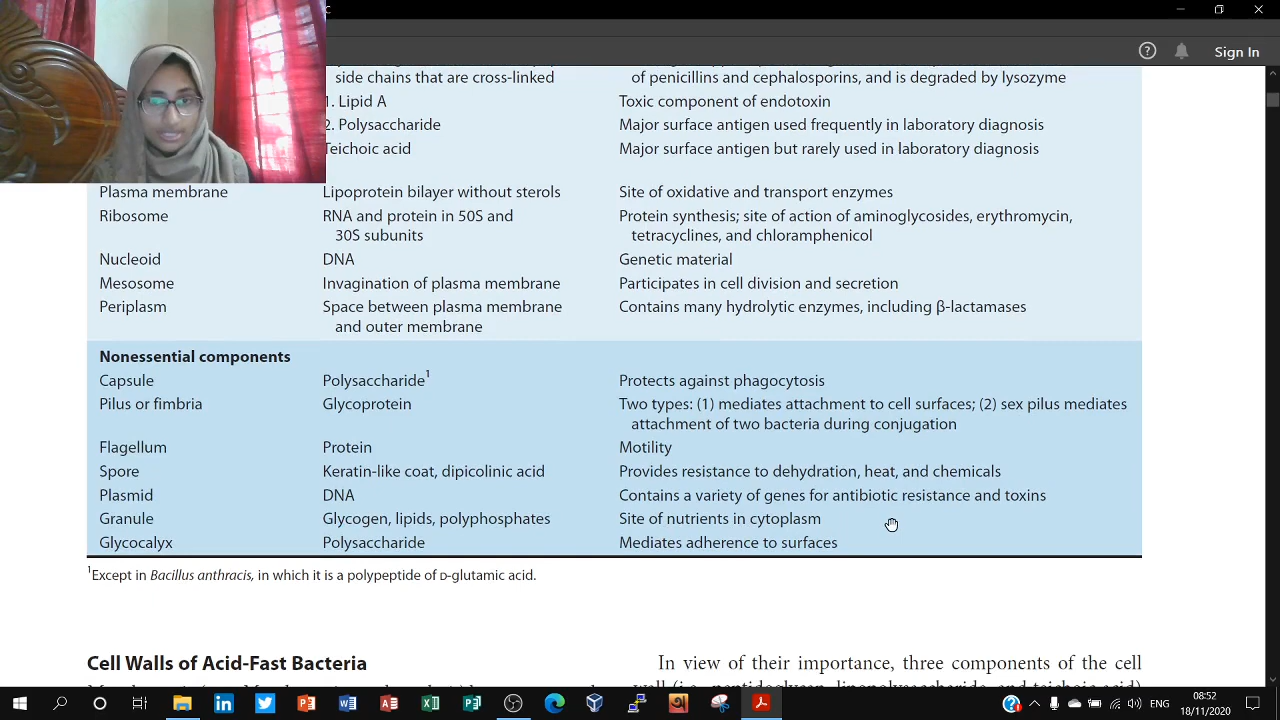 Sign In
side chains that are cross-linked
of penicillins and cephalosporins, and is degraded by lysozyme
1. Lipid A
Toxic component of endotoxin
2. Polysaccharide
Major surface antigen used frequently in laboratory diagnosis
Teichoic acid
Major surface antigen but rarely used in laboratory diagnosis
Plasma membrane
Lipoprotein bilayer without sterols
Site of oxidative and transport enzymes
Ribosome
RNA and protein in 50S and
30S subunits
Protein synthesis; site of action of aminoglycosides, erythromycin,
tetracyclines, and chloramphenicol
Nucleoid
DNA
Genetic material
Mesosome
Invagination of plasma membrane
Participates in cell division and secretion
Periplasm
Space between plasma membrane
and outer membrane
Contains many hydrolytic enzymes, including β-lactamases
Nonessential components
Capsule
Polysaccharide1
Protects against phagocytosis
Pilus or fimbria
Glycoprotein
Two types: (1) mediates attachment to cell surfaces; (2) sex pilus mediates
attachment of two bacteria during conjugation
Flagellum
Protein
Motility
Spore
Keratin-like coat, dipicolinic acid
Provides resistance to dehydration, heat, and chemicals
Plasmid
DNA
Contains a variety of genes for antibiotic resistance and toxins
Granule
Glycogen, lipids, polyphosphates
Site of nutrients in cytoplasm
Glycocalyx
Polysaccharide
Mediates adherence to surfaces
1Except in Bacillus anthracis, in which it is a polypeptide of D-glutamic acid.
Cell Walls of Acid-Fast Bacteria
In view of their importance, three components of the cell
wall (i.e., peptidoglycan, lipopolysaccharide, and teichoic acid)
ENG
08:52
18/11/2020